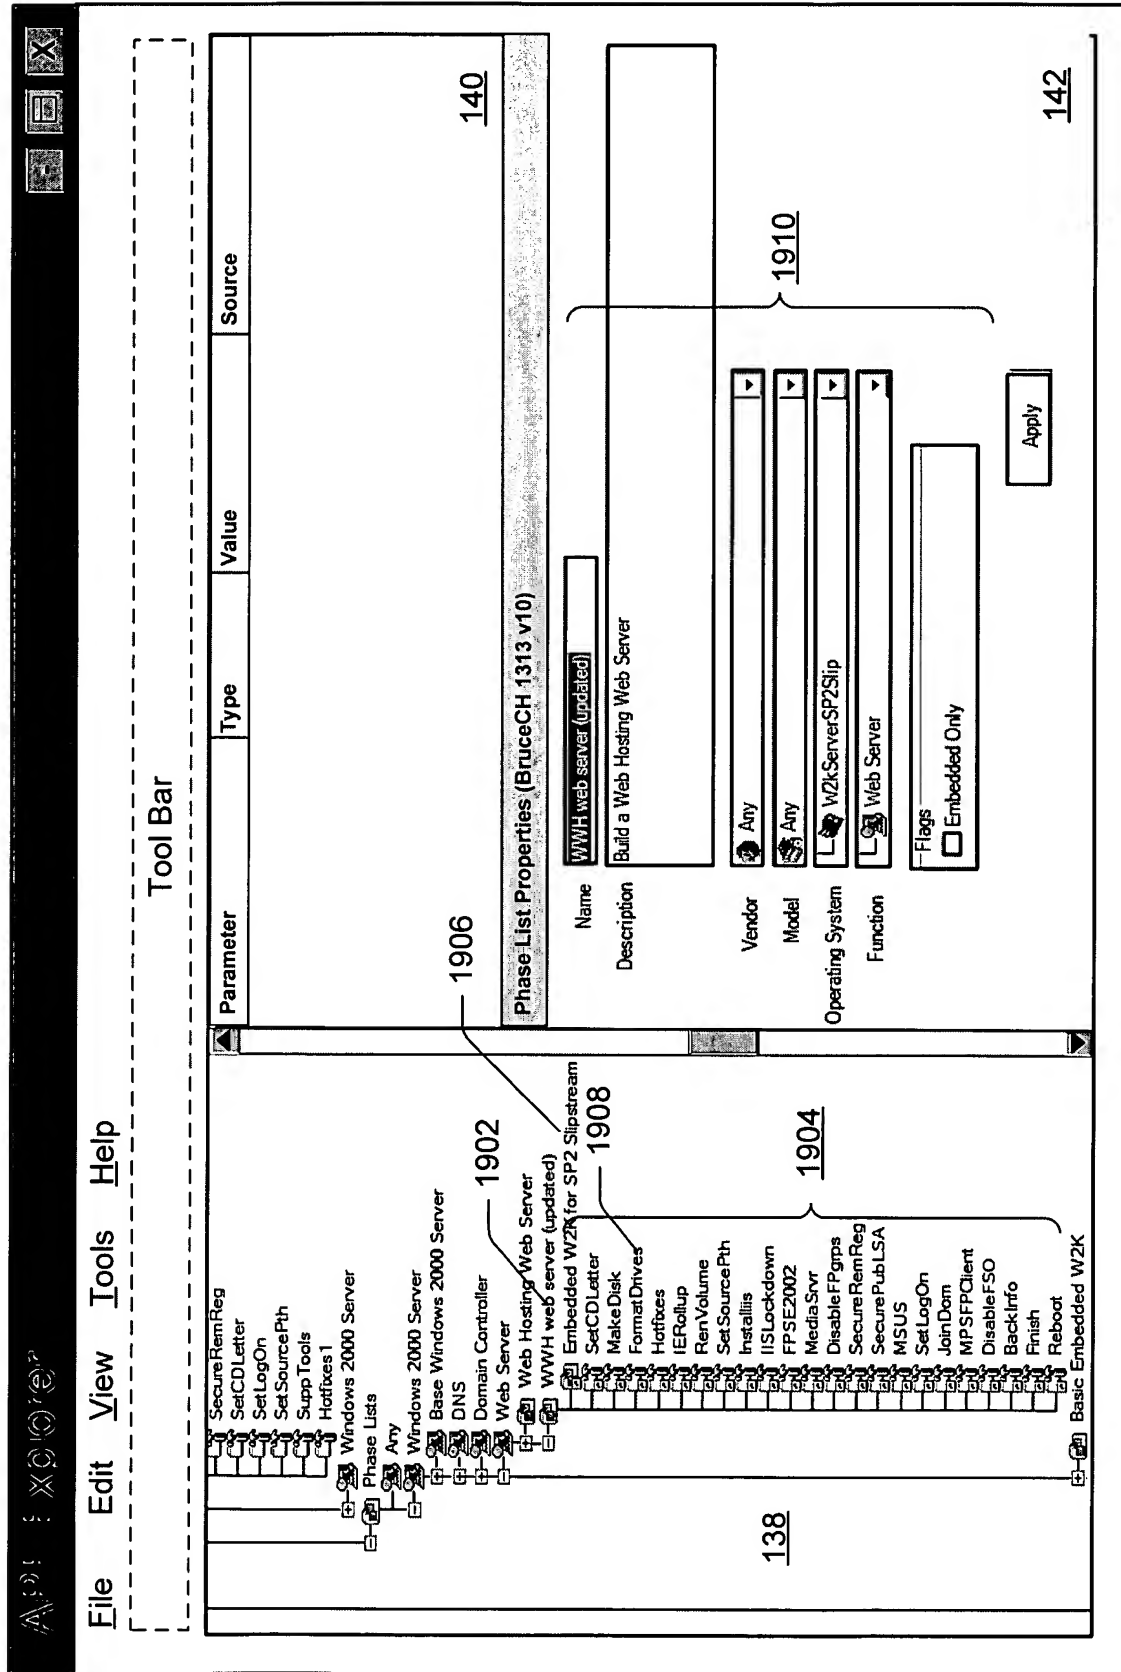 API Explorer
File Edit View Tools Help
Tool Bar
SecureRemReg
SetCDLetter
SetLogOn
SetSourcePth
SuppTools
Hotfixes1
Windows 2000 Server
Phase Lists
Any
Windows 2000 Server
Base Windows 2000 Server
DNS
Domain Controller
Web Server
Web Hosting Web Server
WWH web server (updated)
Embedded W2K for SP2 Slipstream
SetCDLetter
MakeDisk
FormatDrives
Hotfixes
IERollup
RenVolume
SetSourcePth
InstallIis
IISLockdown
FPSE2002
MediaSrvr
DisableFPgrps
SecureRemReg
SecurePubLSA
MSUS
SetLogOn
JoinDom
MPSFPClient
DisableFSO
BackInfo
Finish
Reboot
Basic Embedded W2K
138
1902
1904
1906
1908
Parameter Type Value Source
140
Phase List Properties (BruceCH 1313 v10)
Name WWH web server (updated)
Description Build a Web Hosting Web Server
Vendor Any
Model Any
Operating System W2kServerSP2Slip
Function Web Server
Flags
Embedded Only
Apply
1910
142